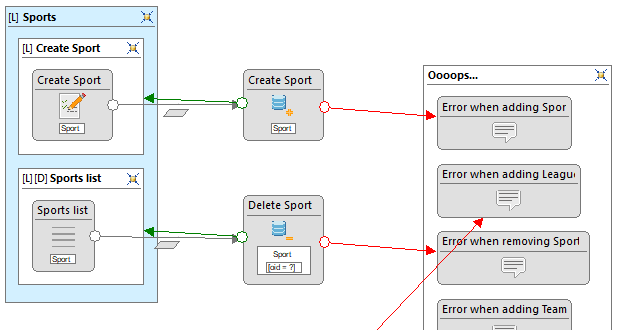 [L] Sports
[L] Create Sport
Create Sport
Sport
Create Sport
Sport
Oooops...
Error when adding Spor
Error when adding Leagu
[L][D] Sports list
Sports list
Sport
Delete Sport
Sport
[oid = ?]
Error when removing Sport
Error when adding Team